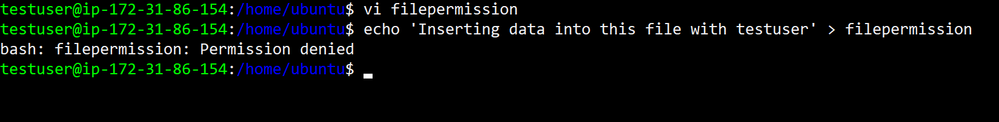 testuser@ip-172-31-86-154:/home/ubuntu$ vi filepermission
testuser@ip-172-31-86-154:/home/ubuntu$ echo 'Inserting data into this file with testuser' > filepermission
bash: filepermission: Permission denied
testuser@ip-172-31-86-154:/home/ubuntu$